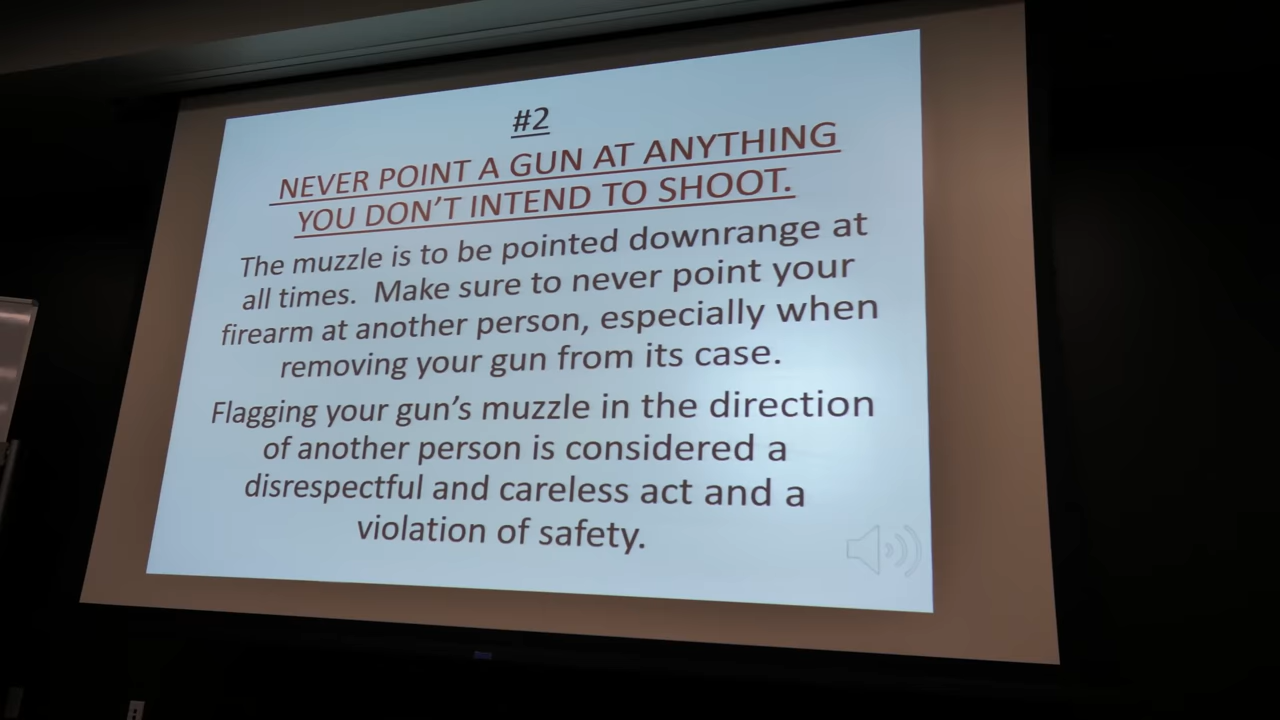 #2
NEVER POINT A GUN AT ANYTHING
YOU DON'T INTEND TO SHOOT.
The muzzle is to be pointed downrange at
all times. Make sure to never point your
firearm at another person, especially when
removing your gun from its case.
Flagging your gun's muzzle in the direction
of another person is considered a
disrespectful and careless act and a
violation of safety.